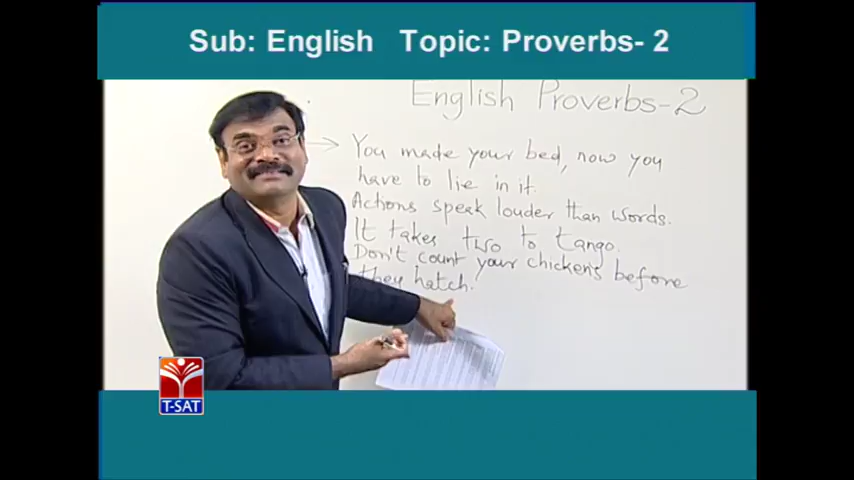 Sub: English Topic: Proverbs- 2
English Proverbs-2
→ You made your bed, now you
have to lie in it.
Actions speak louder than words.
It takes two to tango.
Don't count your chickens before
they hatch.
T-SAT